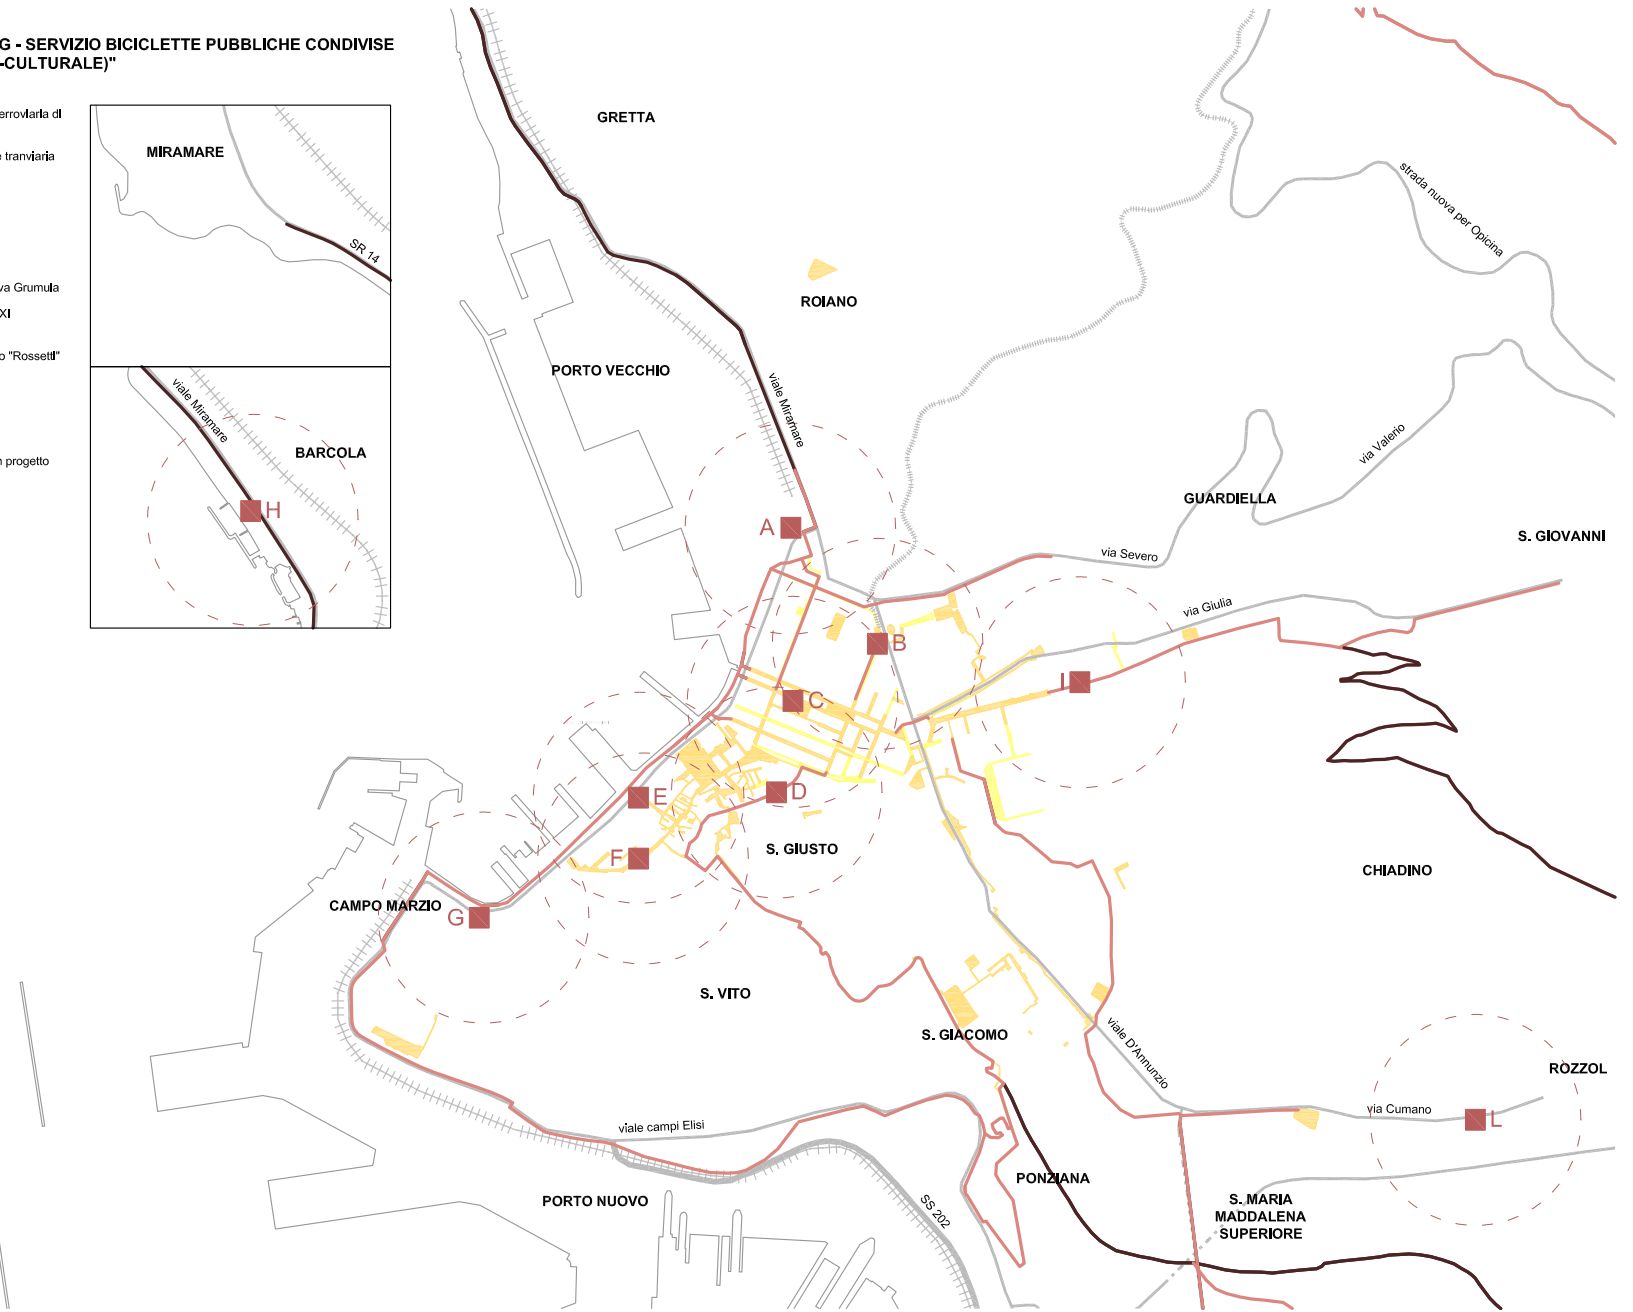 G - SERVIZIO BICICLETTE PUBBLICHE CONDIVISE
-CULTURALE)"
erroviaria di
e tranviaria
va Grumula
XI
o "Rossetti"
n progetto
MIRAMARE
SR 14
viale Miramare
BARCOLA
H
GRETTA
ROIANO
PORTO VECCHIO
viale Miramare
strada nuova per Opicina
via Valerio
GUARDIELLA
S. GIOVANNI
via Severo
via Giulia
A
B
I
C
D
E
F
G
S. GIUSTO
CAMPO MARZIO
CHIADINO
S. VITO
S. GIACOMO
viale D'Annunzio
ROZZOL
via Cumano
L
viale campi Elisi
PORTO NUOVO
SS 202
PONZIANA
S. MARIA
MADDALENA
SUPERIORE